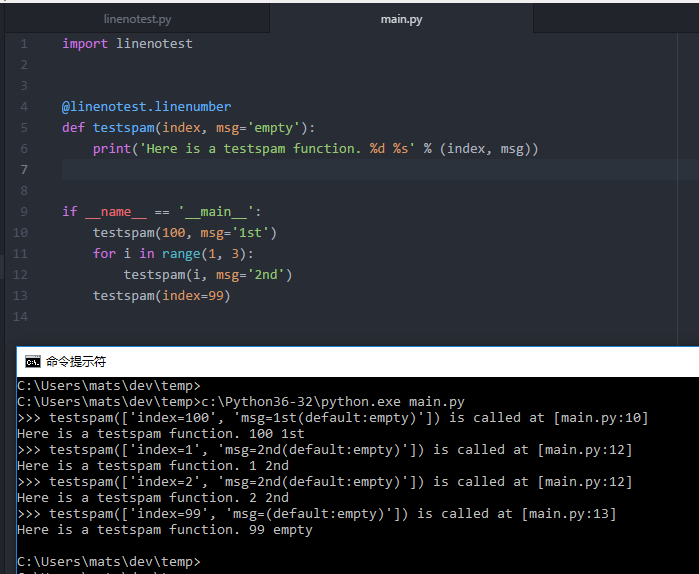 linenotest.py main.py
1 import linenotest
2
3
4 @linenotest.linenumber
5 def testspam(index, msg='empty'):
6 print('Here is a testspam function. %d %s' % (index, msg))
7
8
9 if __name__ == '__main__':
10 testspam(100, msg='1st')
11 for i in range(1, 3):
12 testspam(i, msg='2nd')
13 testspam(index=99)
14
命令提示符
C:\Users\mats\dev\temp>
C:\Users\mats\dev\temp>c:\Python36-32\python.exe main.py
>>> testspam(['index=100', 'msg=1st(default:empty)']) is called at [main.py:10]
Here is a testspam function. 100 1st
>>> testspam(['index=1', 'msg=2nd(default:empty)']) is called at [main.py:12]
Here is a testspam function. 1 2nd
>>> testspam(['index=2', 'msg=2nd(default:empty)']) is called at [main.py:12]
Here is a testspam function. 2 2nd
>>> testspam(['index=99', 'msg=(default:empty)']) is called at [main.py:13]
Here is a testspam function. 99 empty
C:\Users\mats\dev\temp>